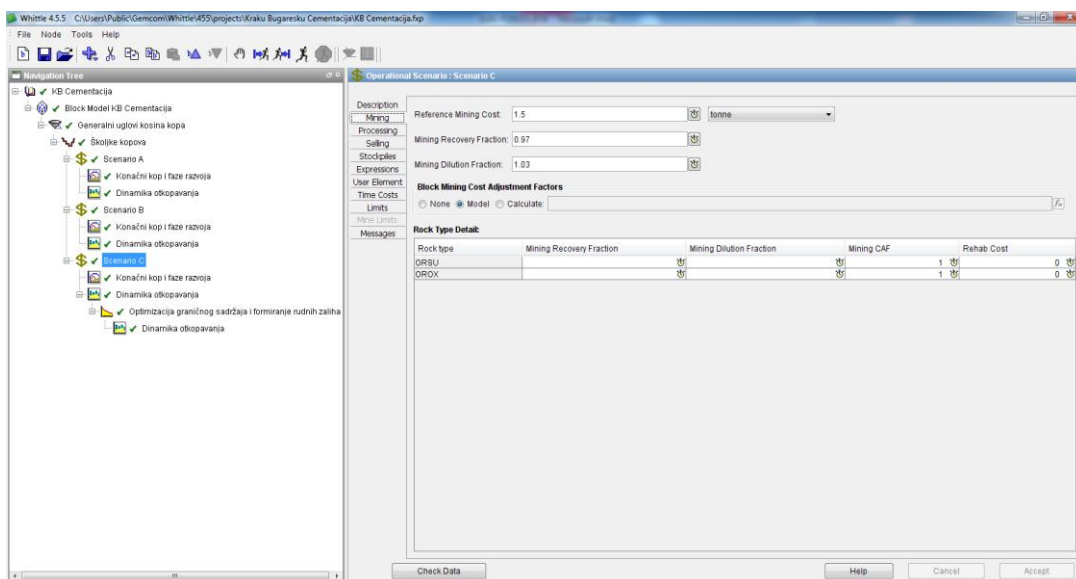 Whittle 4.5.5 C:\Users\Public\Gemcom\Whittle\455\projects\Kraku Bugaresku Cementacija\KB Cementacija.fxp
File Node Tools Help
Navigation Tree
KB Cementacija
Block Model KB Cementacija
Generalni uglovi kosina kopa
Školjke kopova
Scenario A
Konačni kop i faze razvoja
Dinamika otkopavanja
Scenario B
Konačni kop i faze razvoja
Dinamika otkopavanja
Scenario C
Konačni kop i faze razvoja
Dinamika otkopavanja
Optimizacija graničnog sadržaja i formiranje rudnih zaliha
Dinamika otkopavanja
Operational Scenario : Scenario C
Description
Mining
Processing
Selling
Stockpiles
Expressions
User Element
Time Costs
Limits
Mine Limits
Messages
Reference Mining Cost: 1.5 tonne
Mining Recovery Fraction: 0.97
Mining Dilution Fraction: 1.03
Block Mining Cost Adjustment Factors
None Model Calculate:
Rock Type Detail:
Rock type Mining Recovery Fraction Mining Dilution Fraction Mining CAF Rehab Cost
ORSU 1 0
OROX 1 0
Check Data Help Cancel Accept